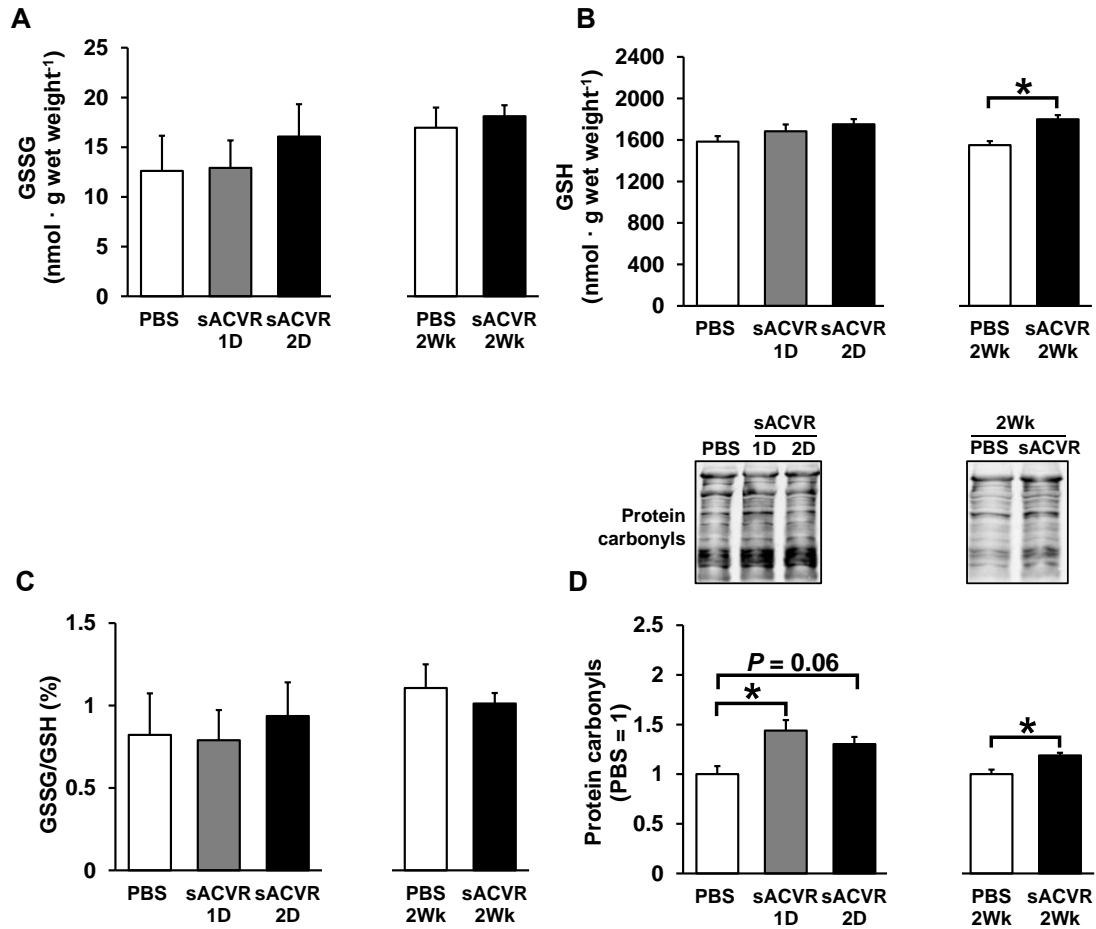 A
GSSG
(nmol · g wet weight-1)
25
20
15
10
5
0
PBS
sACVR
1D
sACVR
2D
PBS
2Wk
sACVR
2Wk
B
GSH
(nmol · g wet weight-1)
2400
2000
1600
1200
800
400
0
*
PBS
sACVR
1D
sACVR
2D
PBS
2Wk
sACVR
2Wk
sACVR
PBS 1D 2D
2Wk
PBS sACVR
Protein
carbonyls
C
GSSG/GSH (%)
1.5
1
0.5
0
PBS
sACVR
1D
sACVR
2D
PBS
2Wk
sACVR
2Wk
D
Protein carbonyls
(PBS = 1)
2.5
2
1.5
1
0.5
0
P = 0.06
*
*
PBS
sACVR
1D
sACVR
2D
PBS
2Wk
sACVR
2Wk